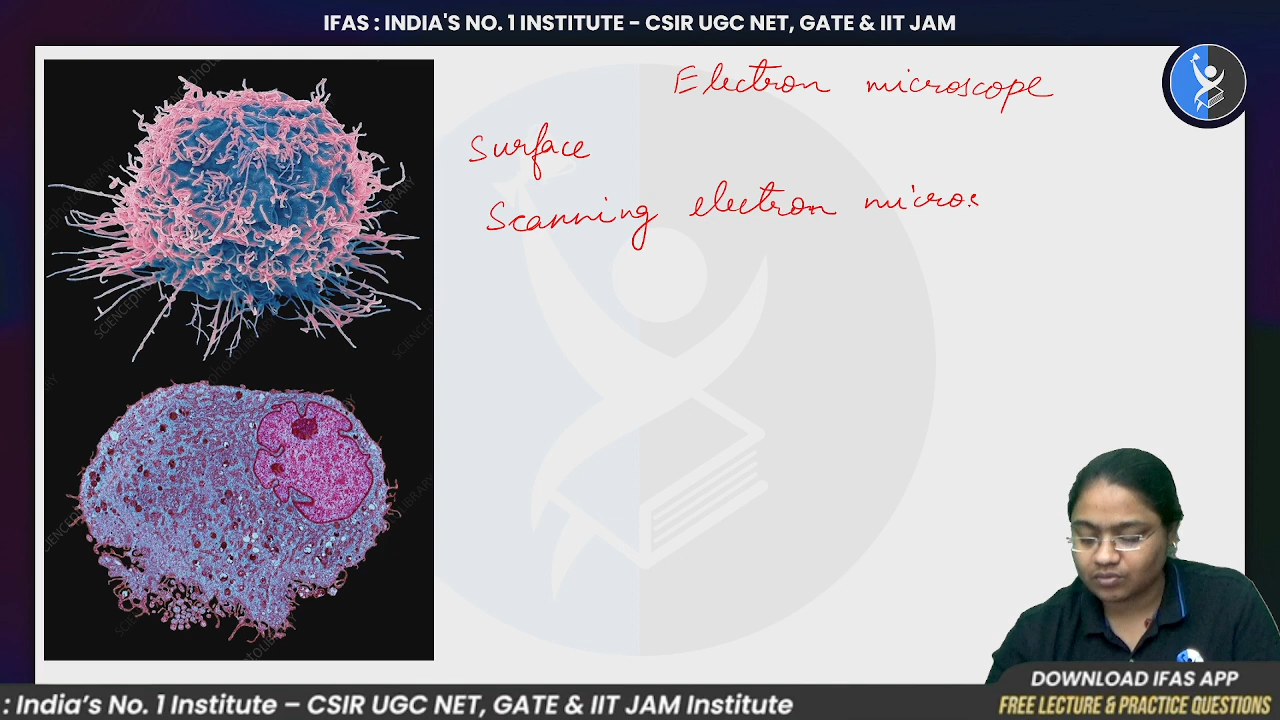 IFAS : INDIA'S NO. 1 INSTITUTE - CSIR UGC NET, GATE & IIT JAM
Electron microscope
Surface
Scanning electron micros
DOWNLOAD IFAS APP
FREE LECTURE & PRACTICE QUESTIONS
: India's No. 1 Institute – CSIR UGC NET, GATE & IIT JAM Institute